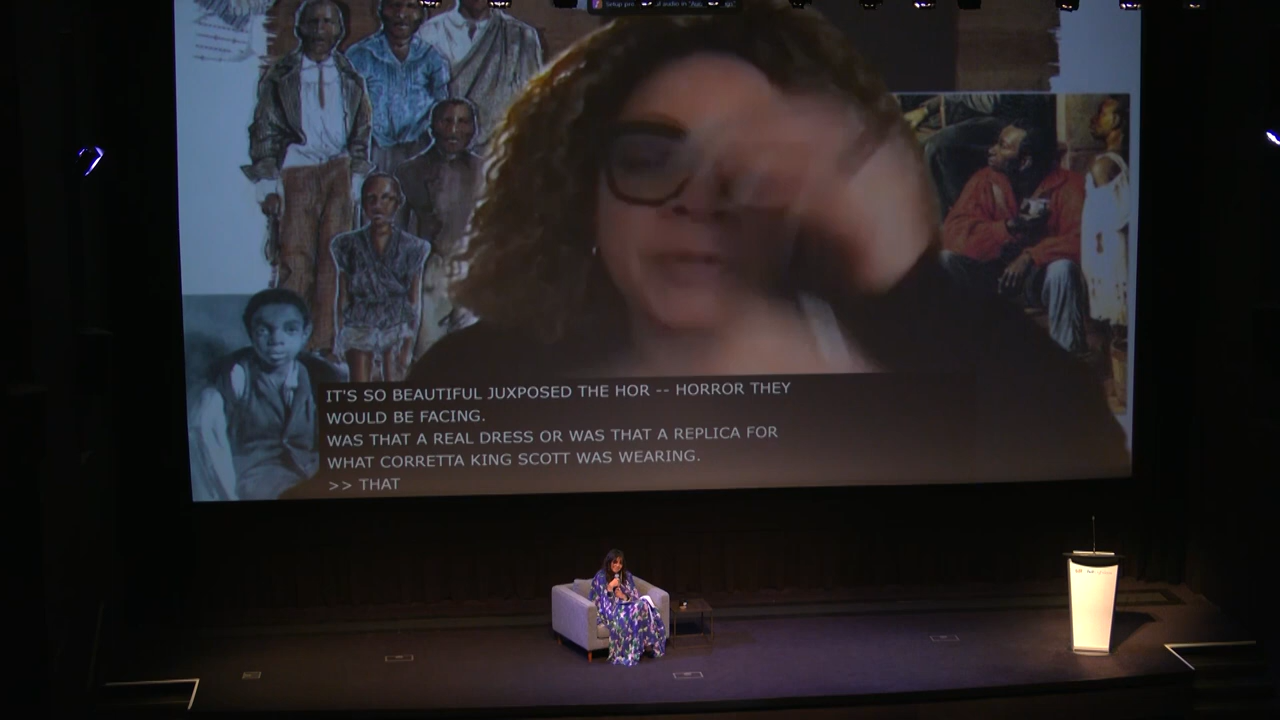 IT'S SO BEAUTIFUL JUXPOSED THE HOR -- HORROR THEY
WOULD BE FACING.
WAS THAT A REAL DRESS OR WAS THAT A REPLICA FOR
WHAT CORRETTA KING SCOTT WAS WEARING.
>> THAT